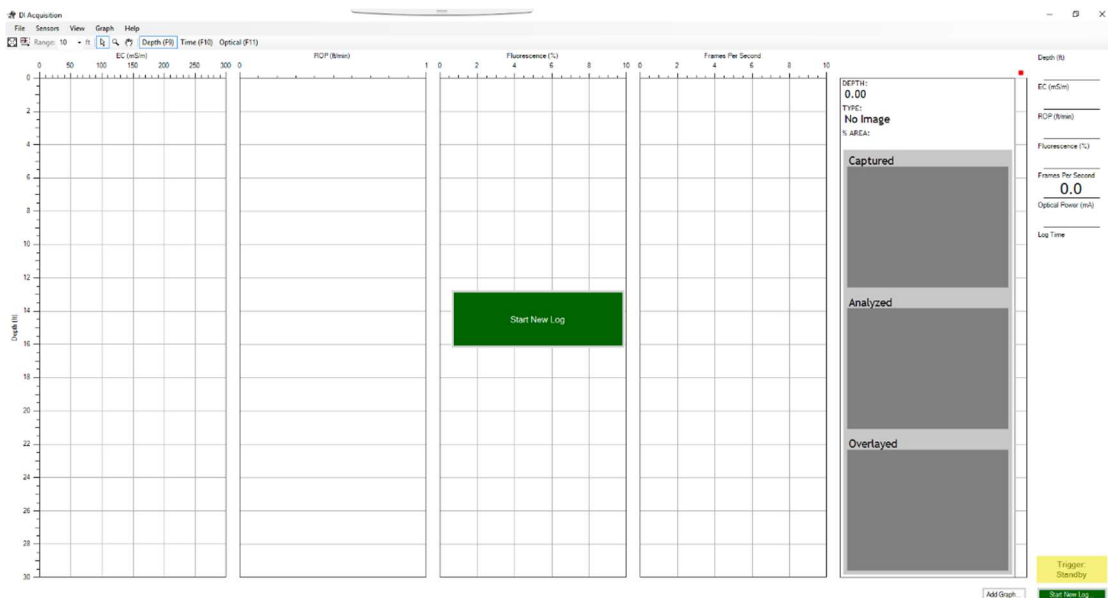 DI Acquisition
File Sensors View Graph Help
Range: 10 ft Depth (F9) Time (F10) Optical (F11)
EC (mS/m) ROP (ft/min) Fluorescence (%) Frames Per Second
0 50 100 150 200 250 300 0 1 0 2 4 6 8 10 0 2 4 6 8 10
Depth (ft)
0
2
4
6
8
10
12
14
16
18
20
22
24
26
28
30
Start New Log
DEPTH:
0.00
TYPE:
No Image
% AREA:
Captured
Analyzed
Overlayed
Add Graph...
Depth (ft)
EC (mS/m)
ROP (ft/min)
Fluorescence (%)
Frames Per Second
0.0
Optical Power (mA)
Log Time
Trigger:
Standby
Start New Log